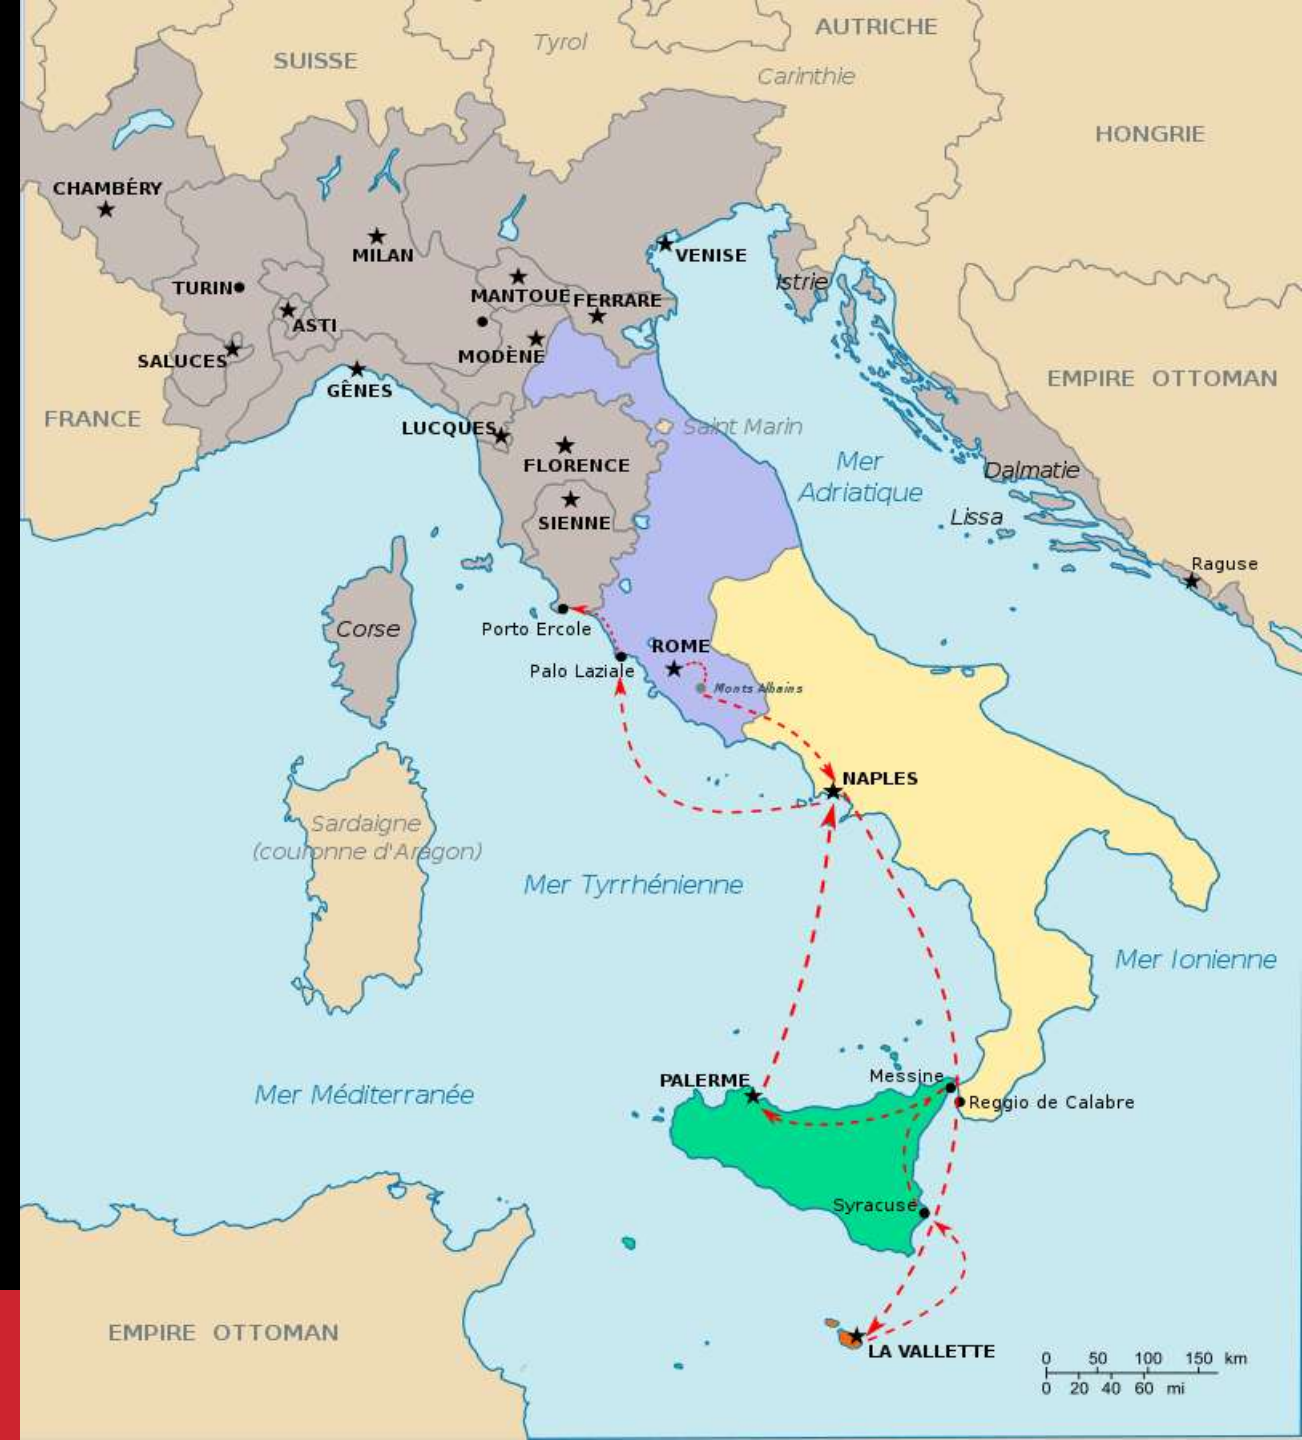 AUTRICHE
Tyrol
SUISSE
Carinthie
HONGRIE
CHAMBÉRY
MILAN
VENISE
Istrie
TURIN
MANTOUE
FERRARE
ASTI
MODÈNE
SALUCES
GÊNES
EMPIRE OTTOMAN
FRANCE
LUCQUES
Saint Marin
FLORENCE
Mer
Adriatique
Dalmatie
SIENNE
Lissa
Raguse
Corse
Porto Ercole
ROME
Palo Laziale
Monts Albains
NAPLES
Sardaigne
(couronne d'Aragon)
Mer Tyrrhénienne
Mer Ionienne
Messine
PALERME
Mer Méditerranée
Reggio de Calabre
Syracuse
EMPIRE OTTOMAN
LA VALLETTE
0 50 100 150 km
0 20 40 60 mi